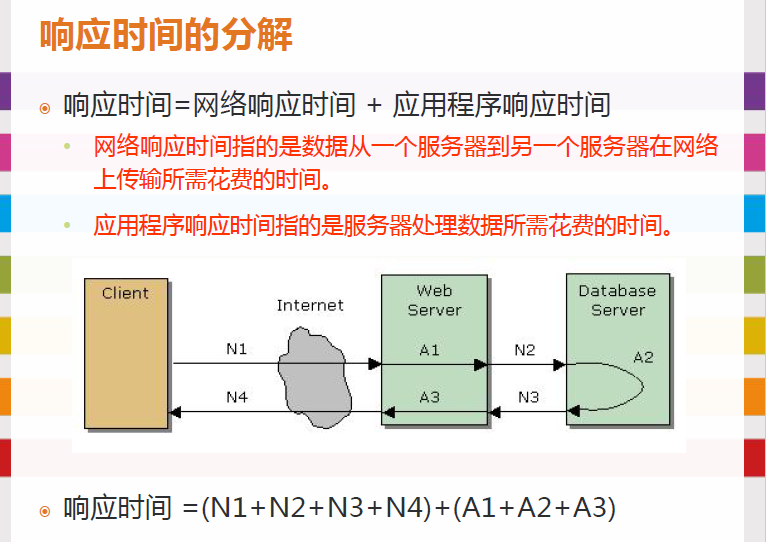 响应时间的分解
响应时间=网络响应时间 + 应用程序响应时间
网络响应时间指的是数据从一个服务器到另一个服务器在网络
上传输所需花费的时间。
应用程序响应时间指的是服务器处理数据所需花费的时间。
Client
Internet
Web
Server
Database
Server
N1
A1
N2
A2
N4
A3
N3
响应时间 =(N1+N2+N3+N4)+(A1+A2+A3)